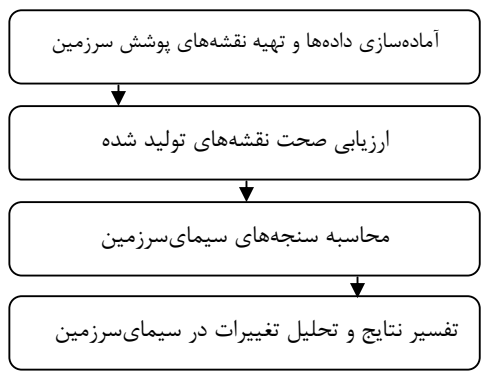 آماده‌سازی داده‌ها و تهیه نقشه‌های پوشش سرزمین
ارزیابی صحت نقشه‌های تولید شده
محاسبه سنجه‌های سیمای‌سرزمین
تفسیر نتایج و تحلیل تغییرات در سیمای‌سرزمین